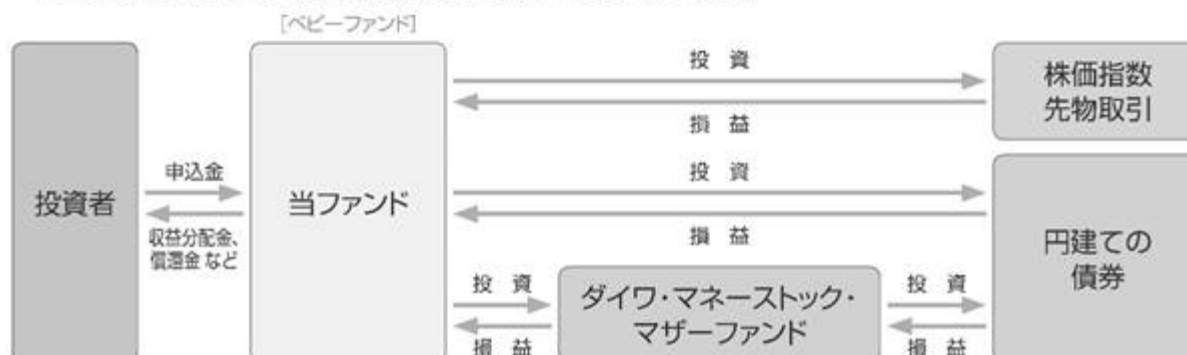 [ベビーファンド]
投資者
申込金
収益分配金、
償還金 など
当ファンド
投 資
損 益
株価指数
先物取引
投 資
損 益
円建ての
債券
投 資
損 益
ダイワ・マネーストック・
マザーファンド
投 資
損 益